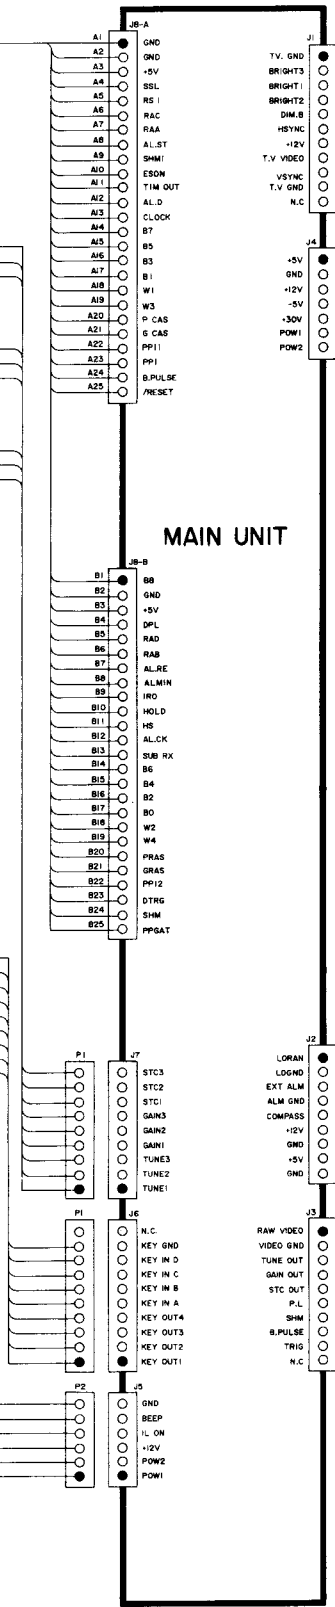 J8-A
A1 GND
A2 GND
A3 +5V
A4 SSL
A5 RS1
A6 RAC
A7 RAA
A8 AL.ST
A9 SHM1
A10 ESON
A11 TIM OUT
A12 AL.D
A13 CLOCK
A14 B7
A15 B5
A16 B3
A17 B1
A18 W1
A19 W3
A20 P CAS
A21 G CAS
A22 PPI1
A23 PPI
A24 B.PULSE
A25 /RESET
J1
TV. GND
BRIGHT3
BRIGHT1
BRIGHT2
DIM.B
HSYNC
+12V
T.V VIDEO
VSYNC
T.V GND
N.C
J4
+5V
GND
+12V
-5V
+30V
POW1
POW2
MAIN UNIT
J8-B
B1 B8
B2 GND
B3 +5V
B4 DPL
B5 RAD
B6 RAB
B7 AL.RE
B8 ALMIN
B9 IRO
B10 HOLD
B11 HS
B12 AL.CK
B13 SUB RX
B14 B6
B15 B4
B16 B2
B17 B0
B18 W2
B19 W4
B20 PRAS
B21 GRAS
B22 PPI2
B23 DTRG
B24 SHM
B25 PPGAT
J2
LORAN
LOGND
EXT ALM
ALM GND
COMPASS
+12V
GND
+5V
GND
P1 J7
STC3
STC2
STC1
GAIN3
GAIN2
GAIN1
TUNE3
TUNE2
TUNE1
J3
RAW VIDEO
VIDEO GND
TUNE OUT
GAIN OUT
STC OUT
P.L
SHM
B.PULSE
TRIG
N.C
P1 J6
N.C.
KEY GND
KEY IN D
KEY IN C
KEY IN B
KEY IN A
KEY OUT4
KEY OUT3
KEY OUT2
KEY OUT1
P2 J5
GND
BEEP
IL ON
+12V
POW2
POW1